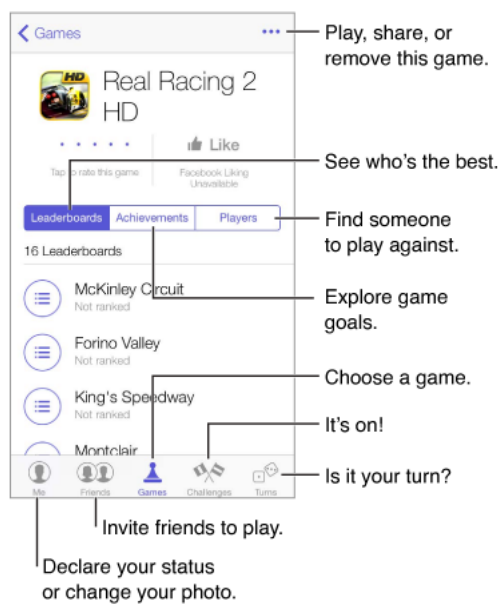 Games
Play, share, or
remove this game.
HD
Real Racing 2
HD
Like
Tap to rate this game
Facebook Liking
Unavailable
See who's the best.
Leaderboards
Achievements
Players
Find someone
to play against.
16 Leaderboards
McKinley Circuit
Not ranked
Explore game
goals.
Forino Valley
Not ranked
Choose a game.
King's Speedway
Not ranked
It's on!
Montclair
Is it your turn?
Me
Friends
Games
Challenges
Turns
Invite friends to play.
Declare your status
or change your photo.